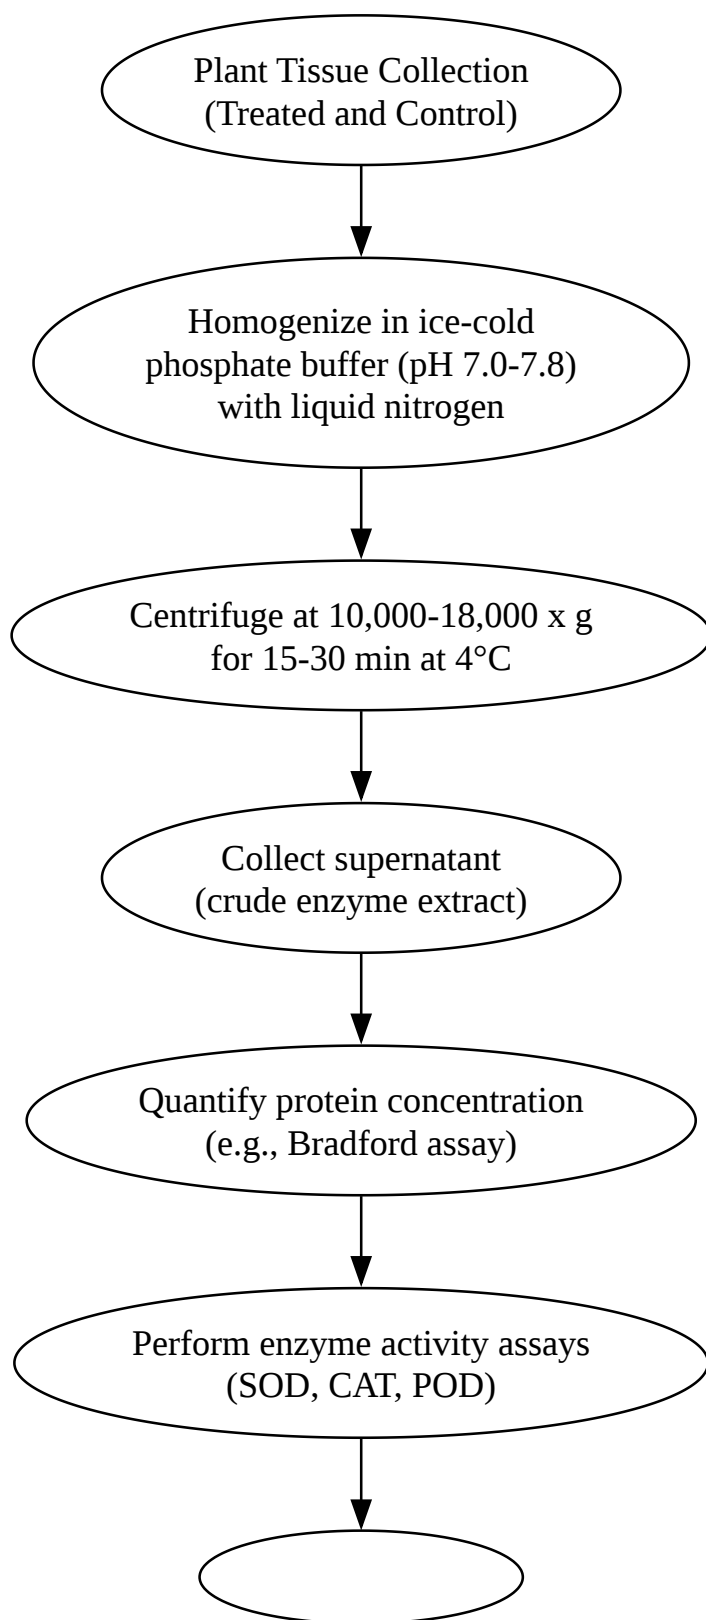 Plant Tissue Collection
(Treated and Control)
Homogenize in ice-cold
phosphate buffer (pH 7.0-7.8)
with liquid nitrogen
Centrifuge at 10,000-18,000 x g
for 15-30 min at 4°C
Collect supernatant
(crude enzyme extract)
Quantify protein concentration
(e.g., Bradford assay)
Perform enzyme activity assays
(SOD, CAT, POD)